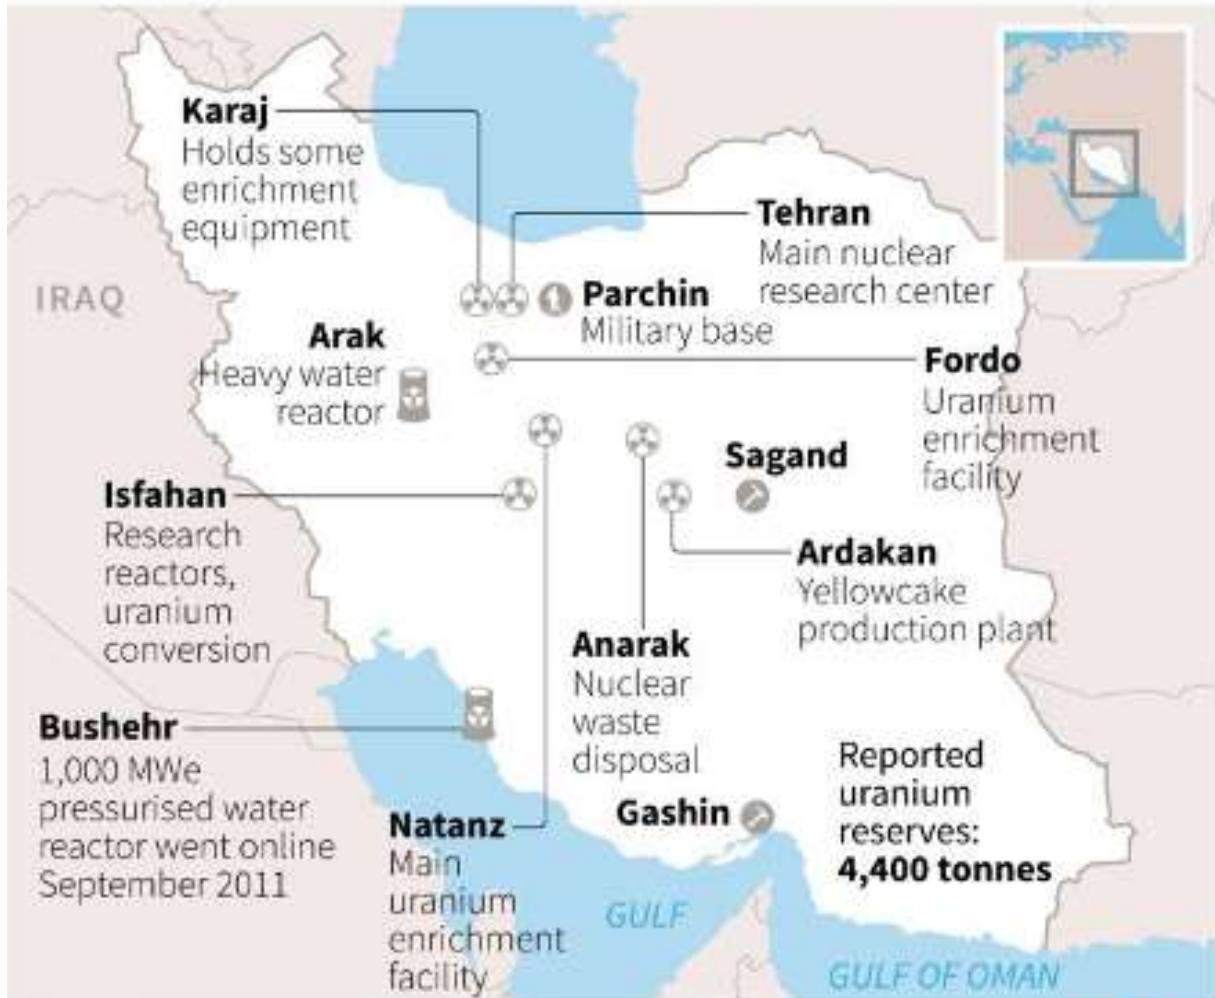 Karaj
Holds some
enrichment
equipment
Tehran
Main nuclear
research center
IRAQ
Parchin
Military base
Arak
Heavy water
reactor
Fordo
Uranium
enrichment
facility
Sagand
Isfahan
Research
reactors,
uranium
conversion
Ardakan
Yellowcake
production plant
Anarak
Nuclear
waste
disposal
Bushehr
1,000 MWe
pressurised water
reactor went online
September 2011
Natanz
Main
uranium
enrichment
facility
Gashin
Reported
uranium
reserves:
4,400 tonnes
GULF
GULF OF OMAN